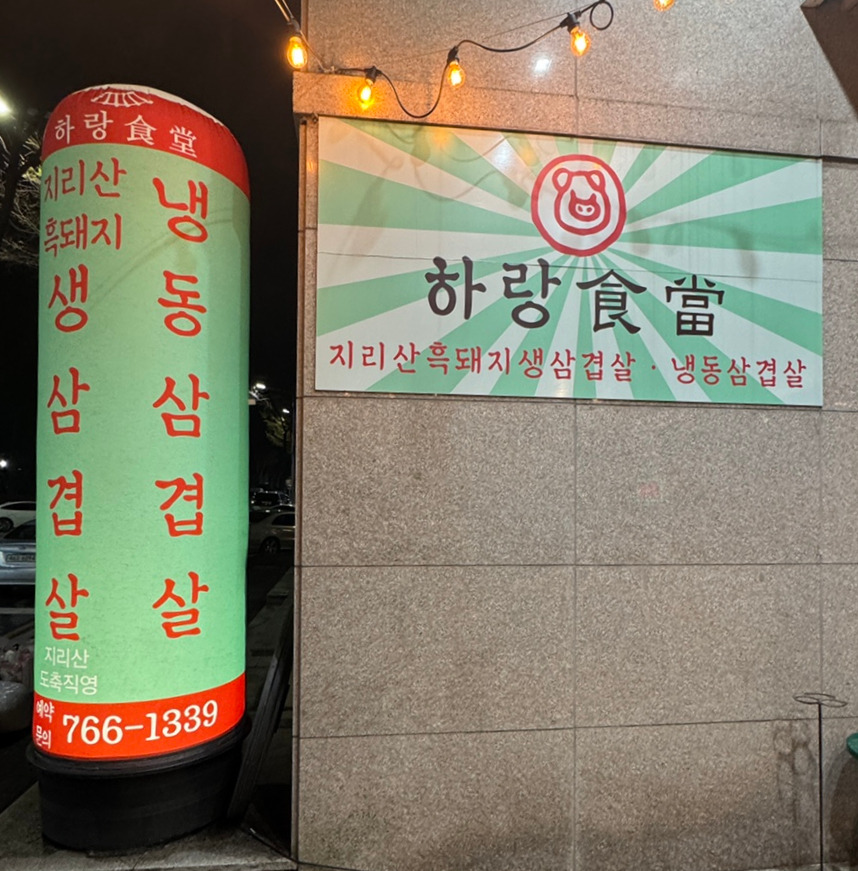 하랑食堂
지리산
흑돼지
생삼겹살
냉동삼겹살
지리산
도축직영
예약
문의
766-1339
하랑食當
지리산흑돼지생삼겹살 · 냉동삼겹살